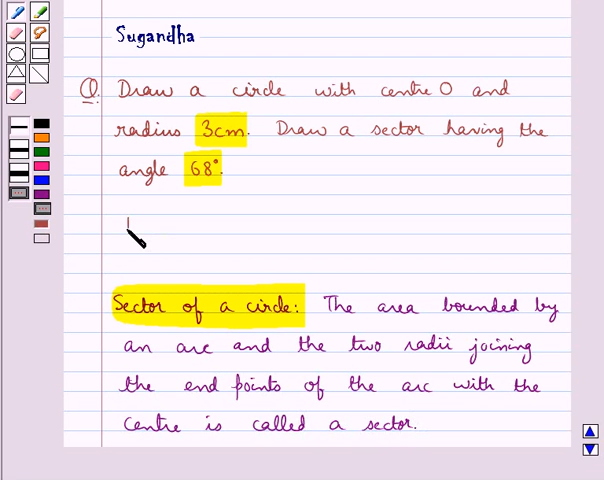 Sugandha
Q. Draw a circle with centre O and
radius 3cm. Draw a sector having the
angle 68°.
Sector of a circle: The area bounded by
an arc and the two radii joining
the end points of the arc with the
centre is called a sector.